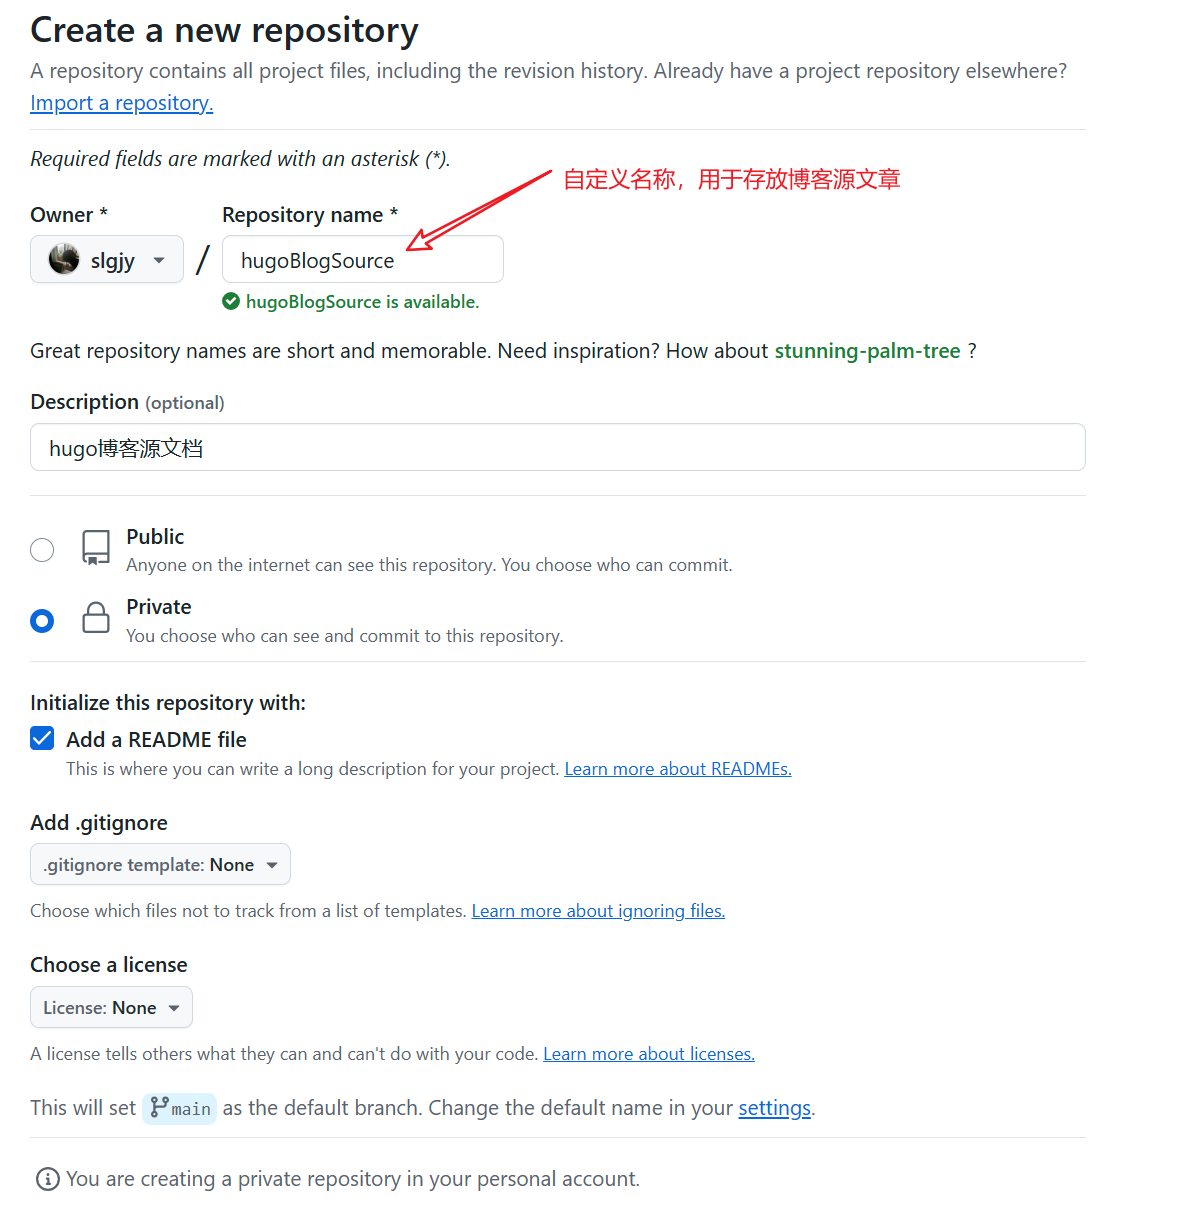 Create a new repository
A repository contains all project files, including the revision history. Already have a project repository elsewhere?
Import a repository.
Required fields are marked with an asterisk (*).
自定义名称，用于存放博客源文章
Owner *
Repository name *
slgjy
/
hugoBlogSource
hugoBlogSource is available.
Great repository names are short and memorable. Need inspiration? How about stunning-palm-tree ?
Description (optional)
hugo博客源文档
Public
Anyone on the internet can see this repository. You choose who can commit.
Private
You choose who can see and commit to this repository.
Initialize this repository with:
Add a README file
This is where you can write a long description for your project. Learn more about READMEs.
Add .gitignore
.gitignore template: None
Choose which files not to track from a list of templates. Learn more about ignoring files.
Choose a license
License: None
A license tells others what they can and can't do with your code. Learn more about licenses.
This will set main as the default branch. Change the default name in your settings.
You are creating a private repository in your personal account.